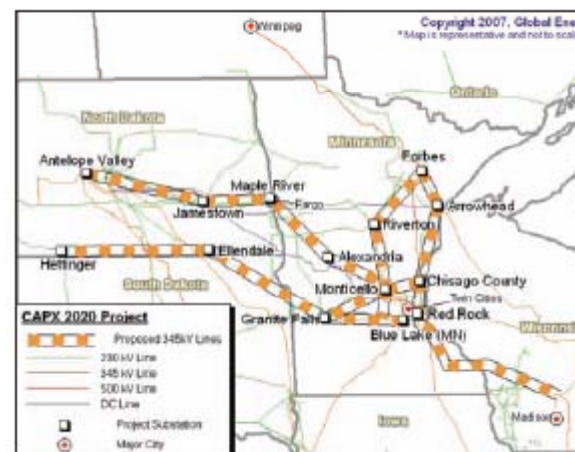 Copyright 2007, Global Ene
* Map is representative and not to scale
Winnipeg
Ontario
North Dakota
Minnesota
Forbes
Antelope Valley
Maple River
Fargo
Arrowhead
Jamestown
Riverton
Ellendale
Alexandria
Hettinger
South Dakota
Chisago County
Monticello
Twin Cities
Granite Falls
Red Rock
Blue Lake (MN)
Wisconsin
Iowa
Madison
CAPX 2020 Project
Proposed 345kV Lines
230 kV Line
345 kV Line
500 kV Line
DC Line
Project Substation
Major City